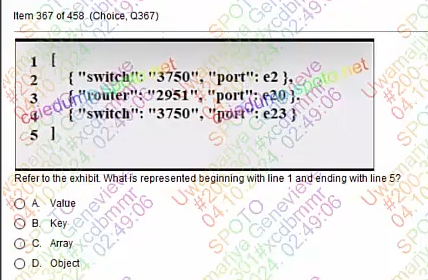 Item 367 of 458 (Choice, Q367)
1 [
2 { "switch": "3750", "port": e2 },
3 { "router": "2951", "port": e20 },
4 { "switch": "3750", "port": e23 }
5 ]
Refer to the exhibit. What is represented beginning with line 1 and ending with line 5?
A. Value
B. Key
C. Array
D. Object